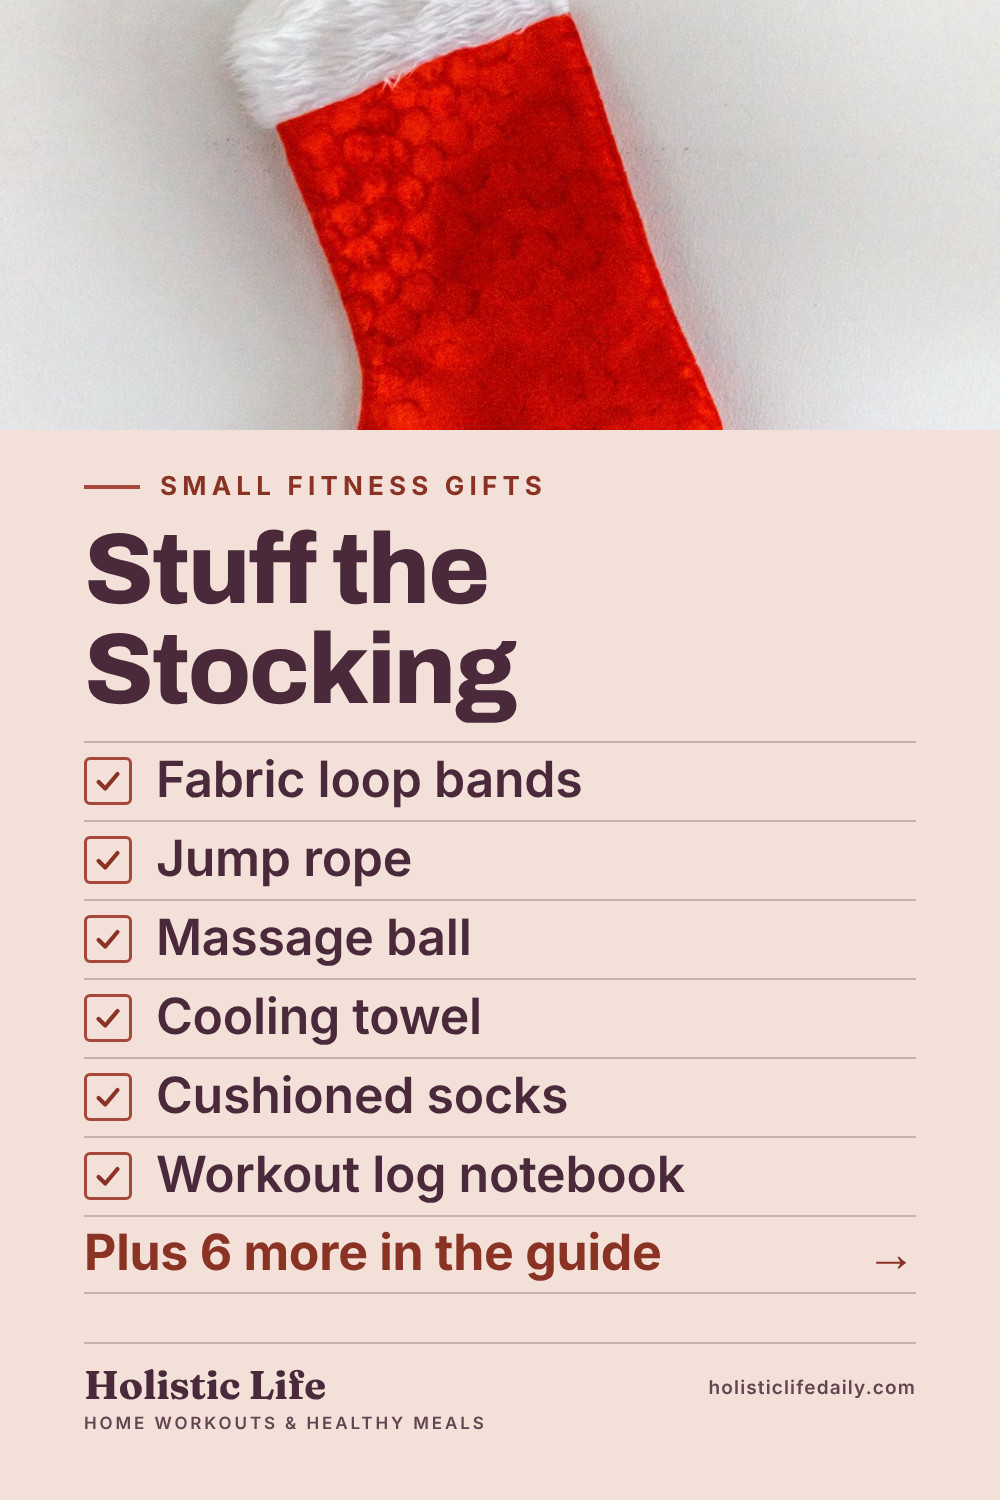 SMALL FITNESS GIFTS
Stuff the
Stocking
Fabric loop bands
Jump rope
Massage ball
Cooling towel
Cushioned socks
Workout log notebook
Plus 6 more in the guide →
Holistic Life
holisticlifedaily.com
HOME WORKOUTS & HEALTHY MEALS